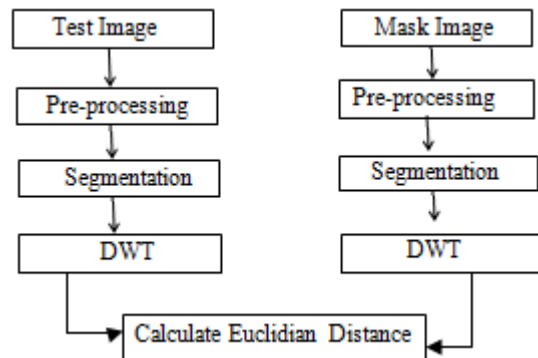 Test Image
Pre-processing
Segmentation
DWT
Mask Image
Pre-processing
Segmentation
DWT
Calculate Euclidian Distance